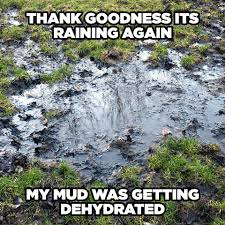 THANK GOODNESS ITS
RAINING AGAIN
MY MUD WAS GETTING
DEHYDRATED